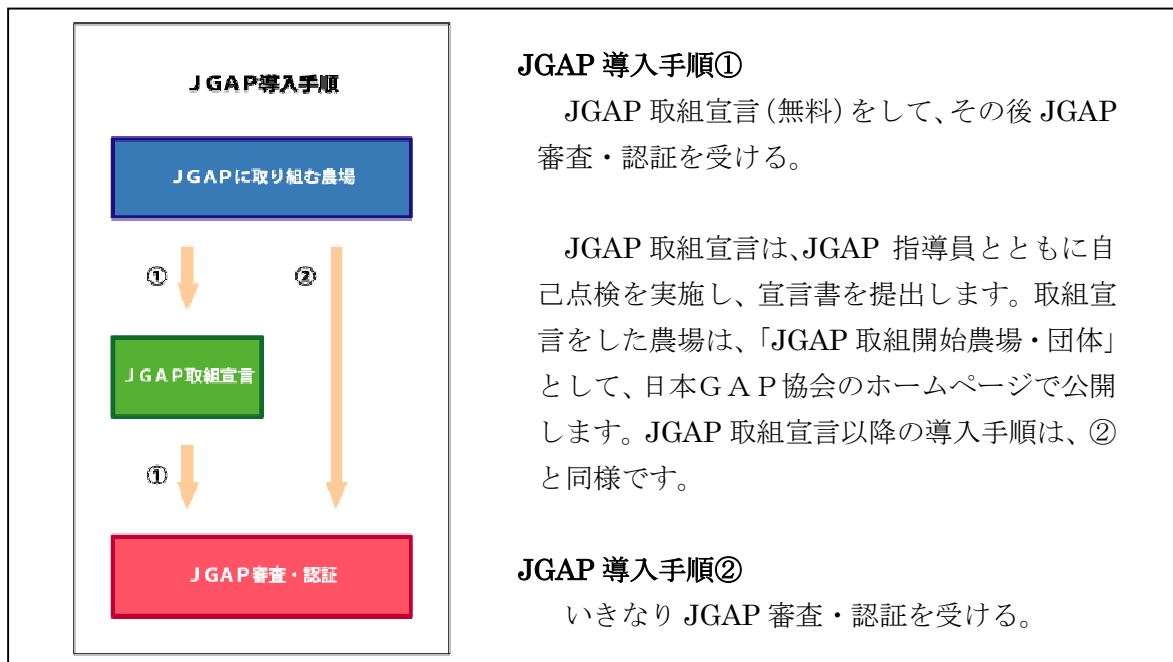 JGAP導入手順
JGAPに取り組む農場
①
②
JGAP取組宣言
①
JGAP審査・認証
JGAP 導入手順①
JGAP 取組宣言(無料)をして、その後 JGAP
審査・認証を受ける。
JGAP 取組宣言は、JGAP 指導員とともに自
己点検を実施し、宣言書を提出します。取組宣
言をした農場は、「JGAP 取組開始農場・団体」
として、日本GAP協会のホームページで公開
します。JGAP 取組宣言以降の導入手順は、②
と同様です。
JGAP 導入手順②
いきなり JGAP 審査・認証を受ける。